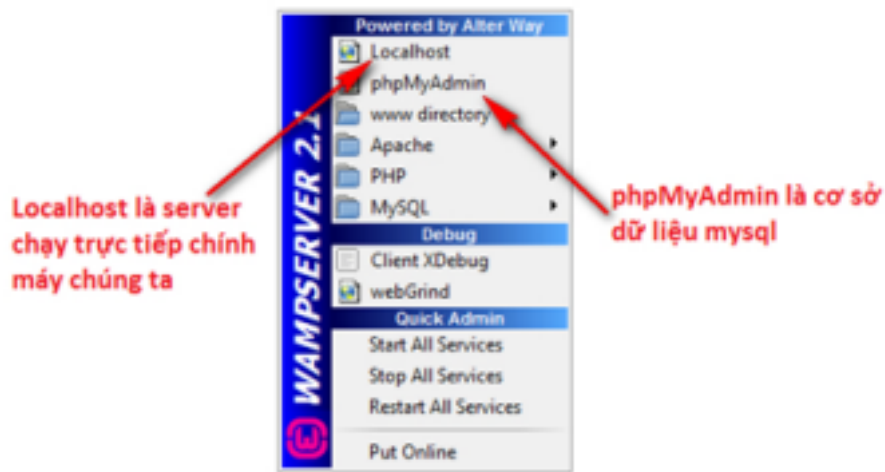 Powered by Alter Way
Localhost
phpMyAdmin
www directory
Apache
PHP
MySQL
Debug
Client XDebug
webGrind
Quick Admin
Start All Services
Stop All Services
Restart All Services
Put Online
WAMPSERVER 2.1
Localhost là server
chạy trực tiếp chính
máy chúng ta
phpMyAdmin là cơ sở
dữ liệu mysql